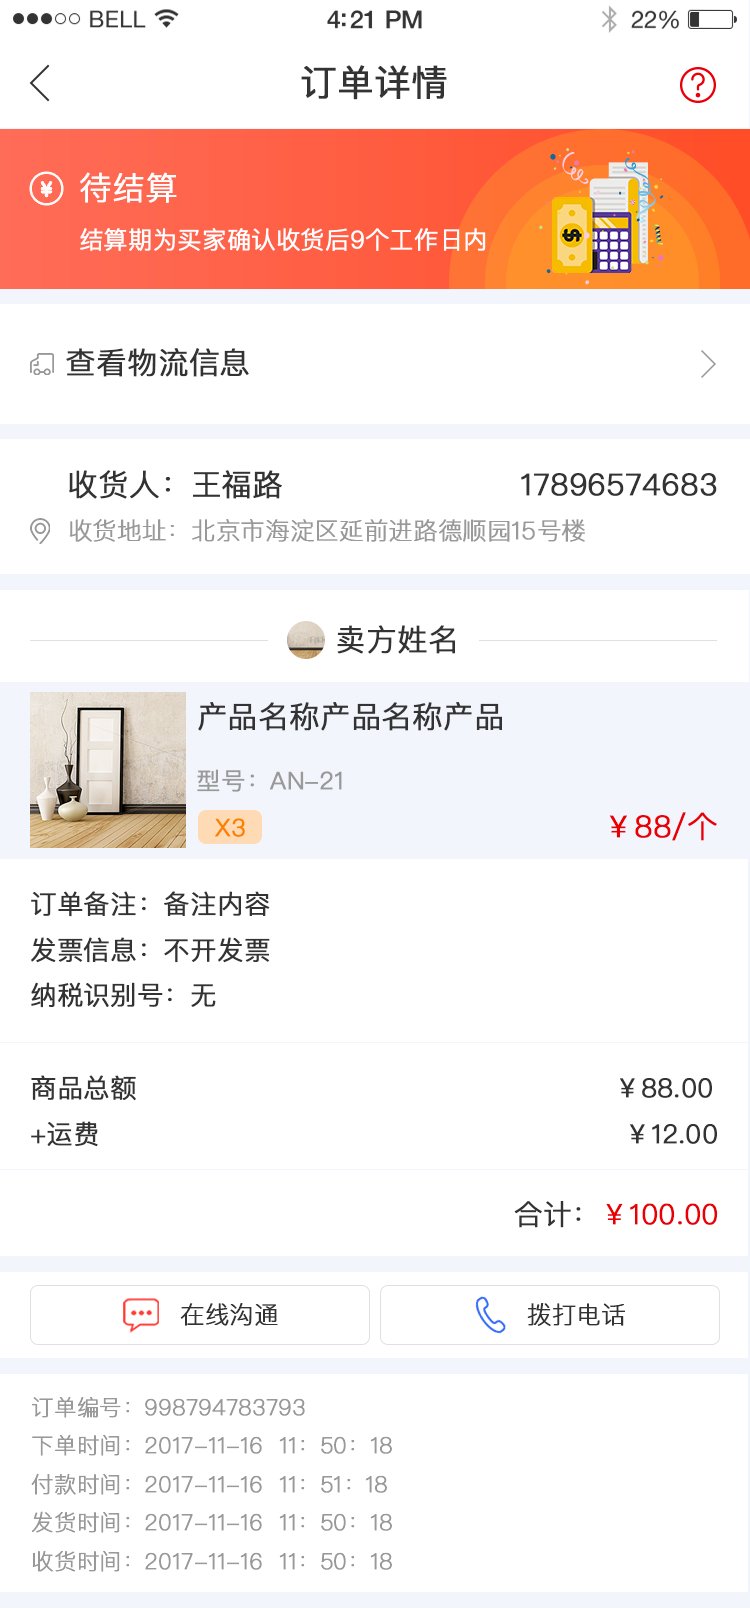 BELL 4:21 PM 22%
订单详情
?
¥ 待结算
结算期为买家确认收货后9个工作日内
$
查看物流信息
收货人：王福路 17896574683
收货地址：北京市海淀区延前进路德顺园15号楼
卖方姓名
产品名称产品名称产品
型号：AN-21
X3 ¥88/个
订单备注：备注内容
发票信息：不开发票
纳税识别号：无
商品总额 ¥88.00
+运费 ¥12.00
合计：¥100.00
在线沟通 拨打电话
订单编号：998794783793
下单时间：2017-11-16 11：50：18
付款时间：2017-11-16 11：51：18
发货时间：2017-11-16 11：50：18
收货时间：2017-11-16 11：50：18